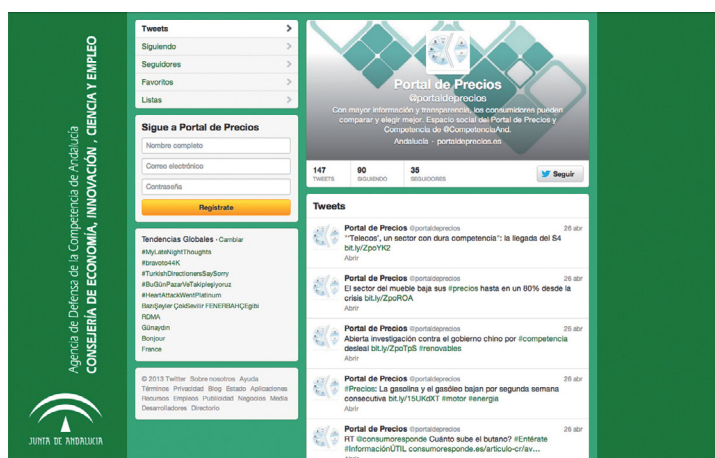 Agencia de Defensa de la Competencia de Andalucía
CONSEJERÍA DE ECONOMÍA, INNOVACIÓN , CIENCIA Y EMPLEO
JUNTA DE ANDALUCIA
Tweets
Siguiendo
Seguidores
Favoritos
Listas
Sigue a Portal de Precios
Nombre completo
Correo electrónico
Contraseña
Regístrate
Tendencias Globales · Cambiar
#MyLateNightThoughts
#bravoto44K
#TurkishDirectionersSaySorry
#BuGünPazarVeTakipleşiyoruz
#HeartAttackWentPlatinum
BazıŞeyler ÇokSevilir FENERBAHÇEgibi
RDMA
Günaydın
Bonjour
France
© 2013 Twitter Sobre nosotros Ayuda
Términos Privacidad Blog Estado Aplicaciones
Recursos Empleos Publicidad Negocios Media
Desarrolladores Directorio
Portal de Precios
@portaldeprecios
Con mayor información y transparencia, los consumidores pueden
comparar y elegir mejor. Espacio social del Portal de Precios y
Competencia de @CompetenciaAnd.
Andalucía · portaldeprecios.es
147 TWEETS
90 SIGUIENDO
35 SEGUIDORES
Seguir
Tweets
Portal de Precios @portaldeprecios 26 abr
"'Telecos', un sector con dura competencia": la llegada del S4
bit.ly/ZpoYK2
Abrir
Portal de Precios @portaldeprecios 26 abr
El sector del mueble baja sus #precios hasta en un 80% desde la
crisis bit.ly/ZpoROA
Abrir
Portal de Precios @portaldeprecios 26 abr
Abierta investigación contra el gobierno chino por #competencia
desleal bit.ly/ZpoTpS #renovables
Abrir
Portal de Precios @portaldeprecios 26 abr
#Precios: La gasolina y el gasóleo bajan por segunda semana
consecutiva bit.ly/15UKdXT #motor #energia
Abrir
Portal de Precios @portaldeprecios 26 abr
RT @consumoresponde Cuánto sube el butano? #Entérate
#InformaciónÚTIL consumoresponde.es/articulo-cr/av…
Abrir